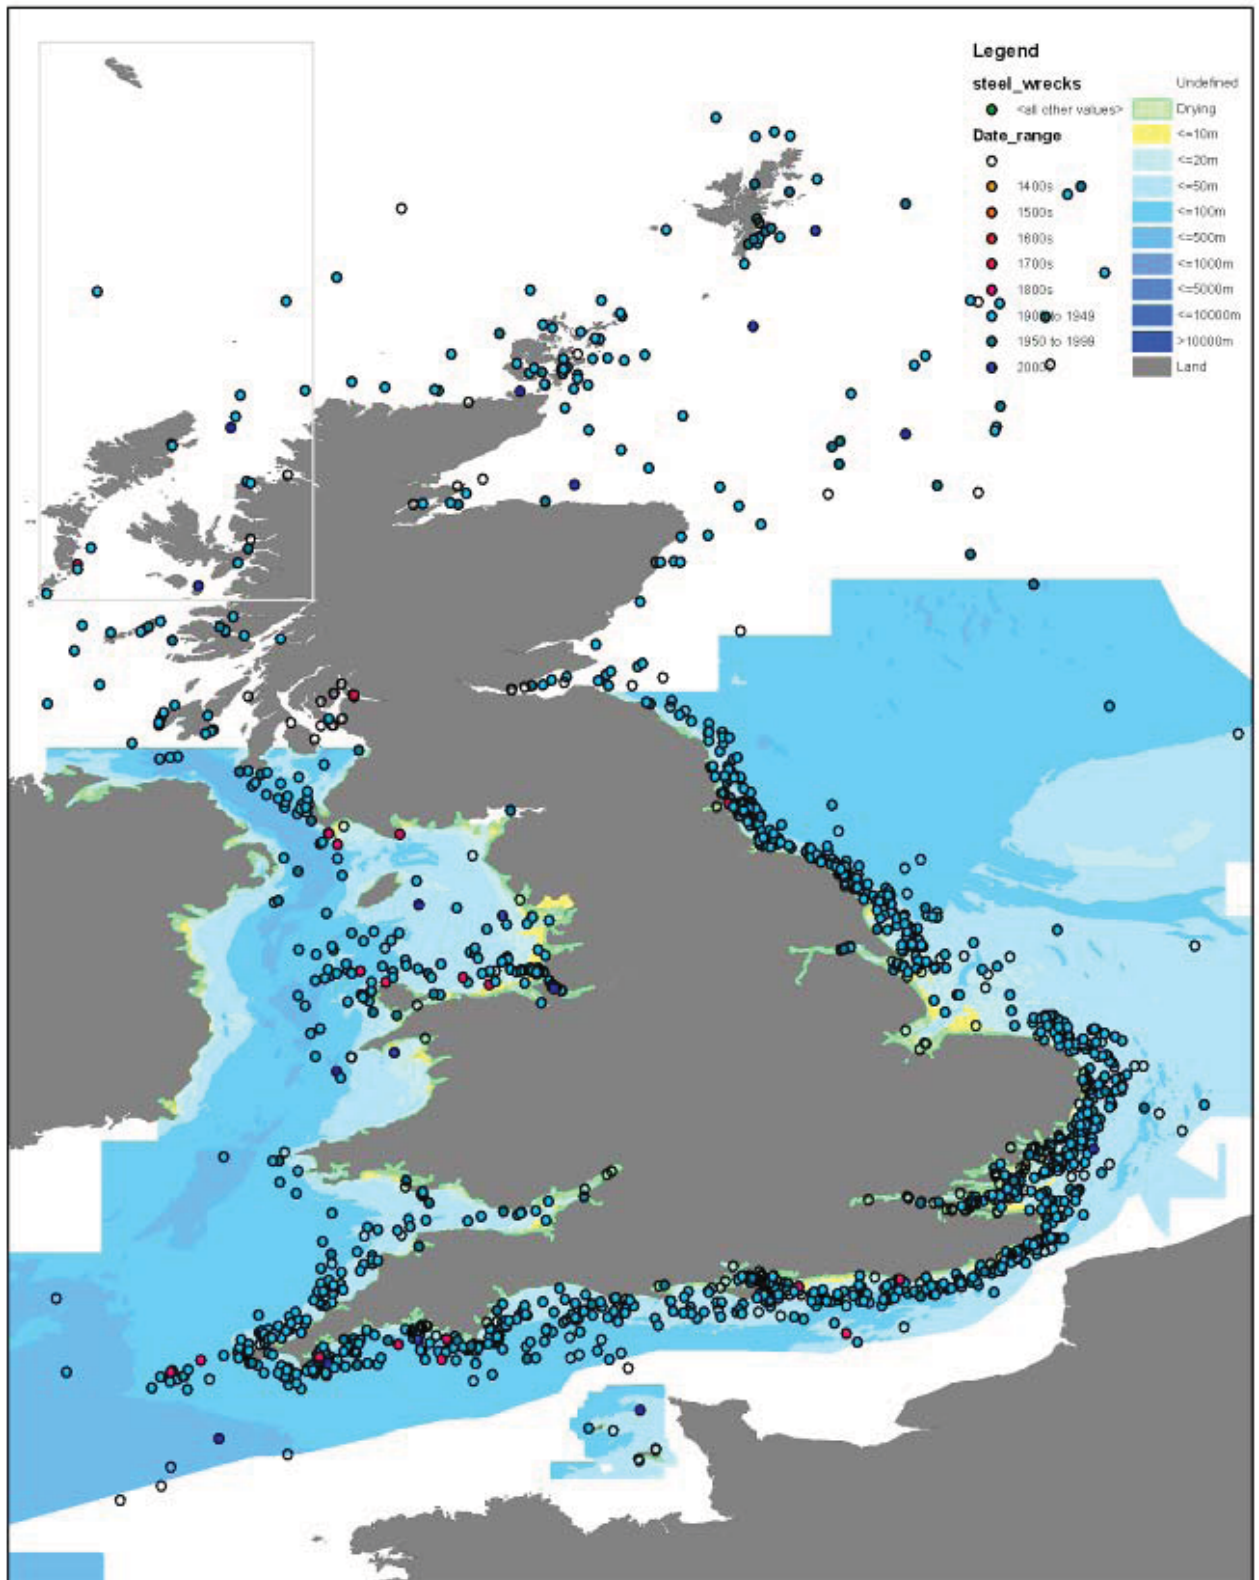 Legend
steel_wrecks
<all other values>
Date_range
1400s
1500s
1600s
1700s
1800s
1900 to 1949
1950 to 1999
2000s
Undefined
Drying
<=10m
<=20m
<=50m
<=100m
<=500m
<=1000m
<=5000m
<=10000m
>10000m
Land